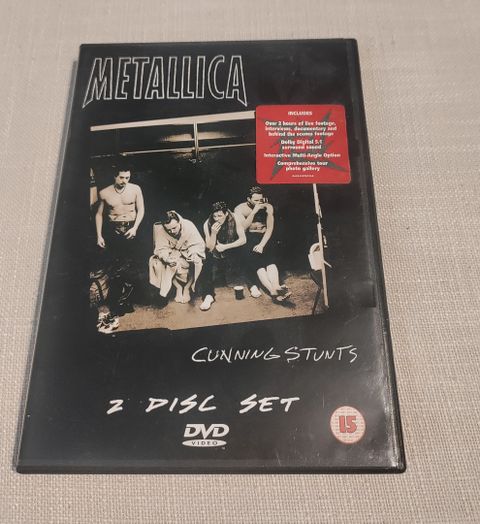 METALLICA
INCLUDES
Over 2 hours of live footage,
interviews, documentary and
behind the scenes footage
Dolby Digital 5.1
surround sound
Interactive Multi-Angle Option
Comprehensive tour
photo gallery
CUNNING STUNTS
2 DISC SET
DVD
VIDEO
15